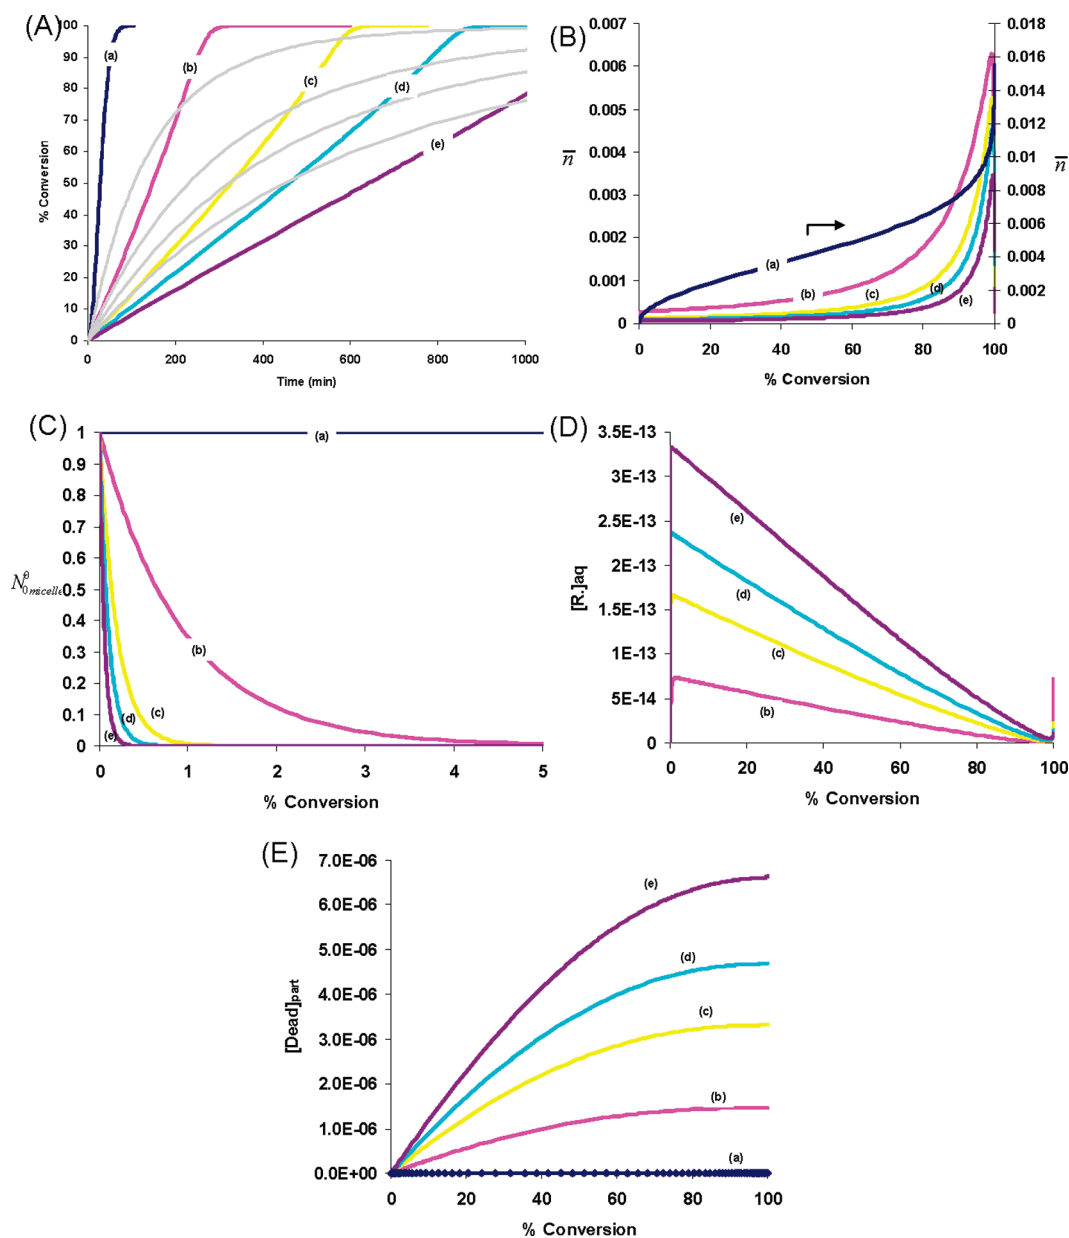 (A)
% Conversion
100
90
80
70
60
50
40
30
20
10
0
0 200 400 600 800 1000
Time (min)
(a)
(b)
(c)
(d)
(e)
(B)
n̅
0.007
0.006
0.005
0.004
0.003
0.002
0.001
0
0.018
0.016
0.014
0.012
0.010
0.008
0.006
0.004
0.002
0
n̅
0 20 40 60 80 100
% Conversion
(a)
(b)
(c)
(d)
(e)
(C)
1
0.9
0.8
0.7
0.6
0.5
0.4
0.3
0.2
0.1
0
0 1 2 3 4 5
% Conversion
(a)
(b)
(c)
(d)
(e)
(D)
[R.]aq
3.5E-13
3E-13
2.5E-13
2E-13
1.5E-13
1E-13
5E-14
0
0 20 40 60 80 100
% Conversion
(e)
(d)
(c)
(b)
(E)
[Dead]part
7.0E-06
6.0E-06
5.0E-06
4.0E-06
3.0E-06
2.0E-06
1.0E-06
0.0E+00
0 20 40 60 80 100
% Conversion
(e)
(d)
(c)
(b)
(a)